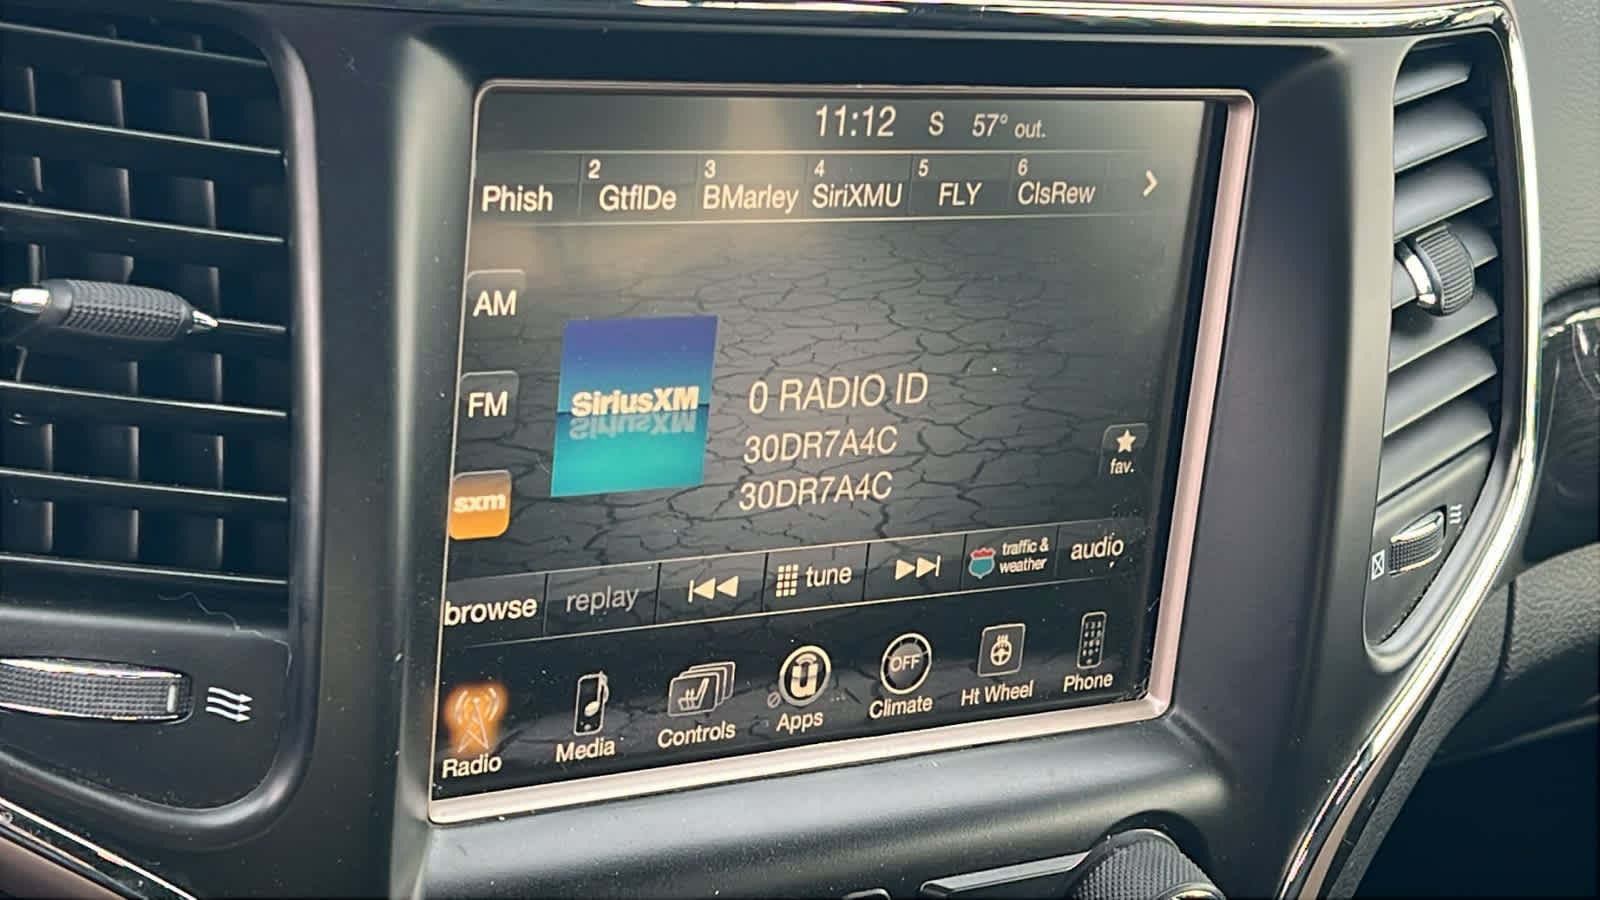 11:12 S 57° out.
Phish 2 GtflDe 3 BMarley 4 SiriXMU 5 FLY 6 ClsRew
AM
FM
sxm
SiriusXM
0 RADIO ID
30DR7A4C
30DR7A4C
fav.
browse replay tune traffic & weather audio
Radio Media Controls Apps OFF Climate Ht Wheel Phone